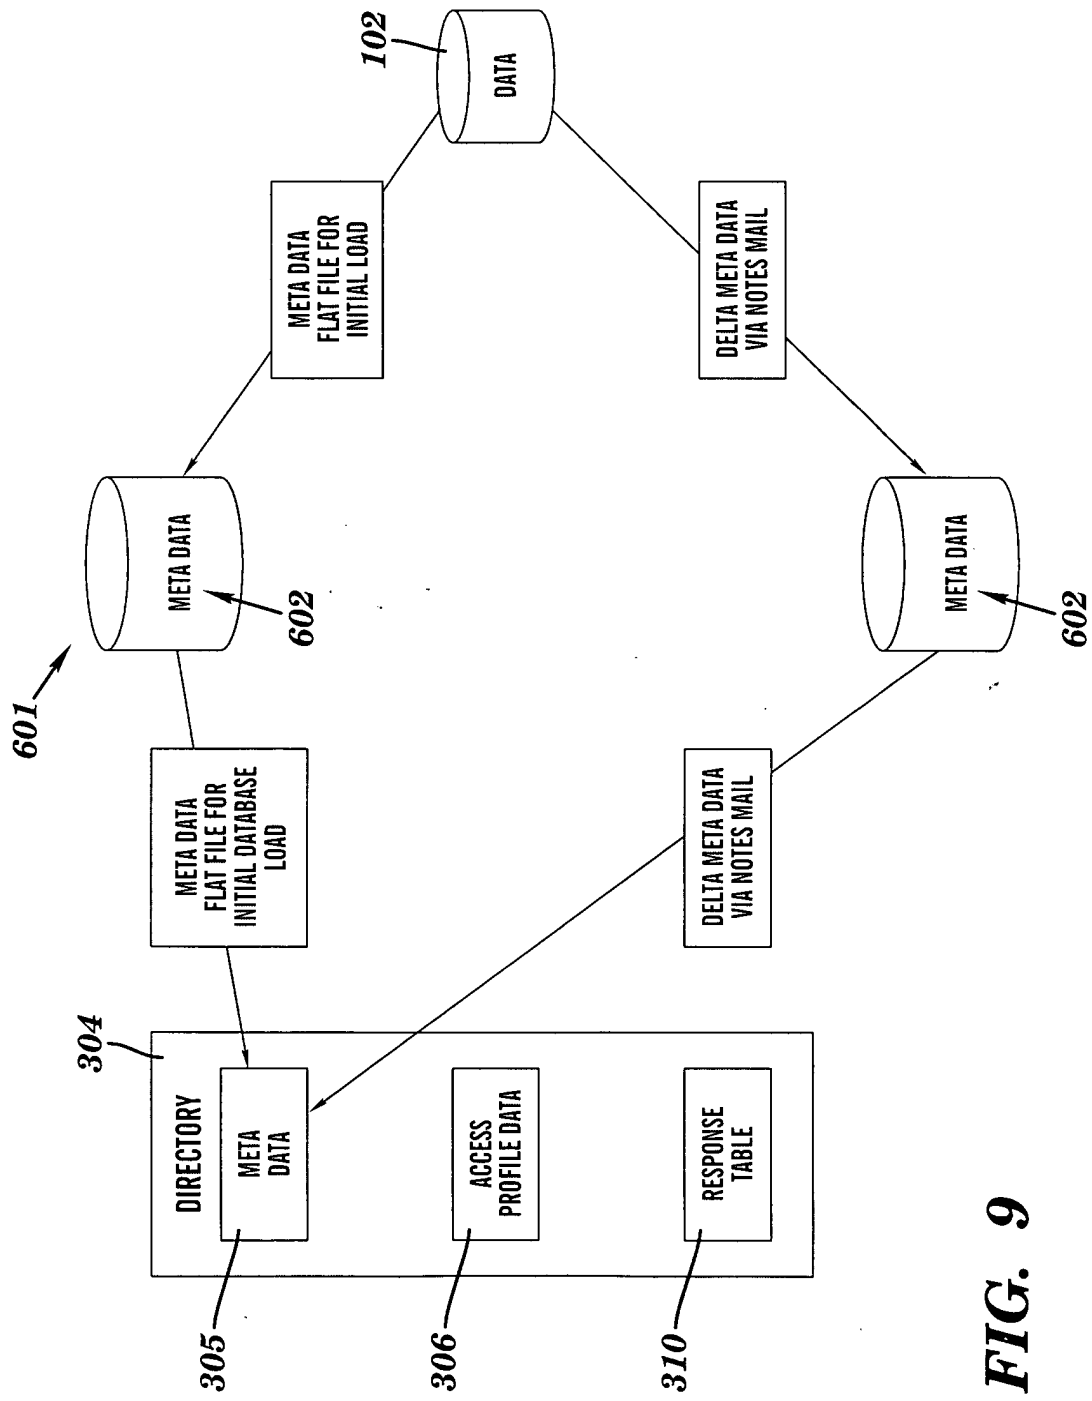 601
304
DIRECTORY
META
DATA
305
ACCESS
PROFILE DATA
306
RESPONSE
TABLE
310
META DATA
FLAT FILE FOR
INITIAL DATABASE
LOAD
META DATA
602
META DATA
FLAT FILE FOR
INITIAL LOAD
102
DATA
DELTA META DATA
VIA NOTES MAIL
META DATA
602
DELTA META DATA
VIA NOTES MAIL
FIG. 9